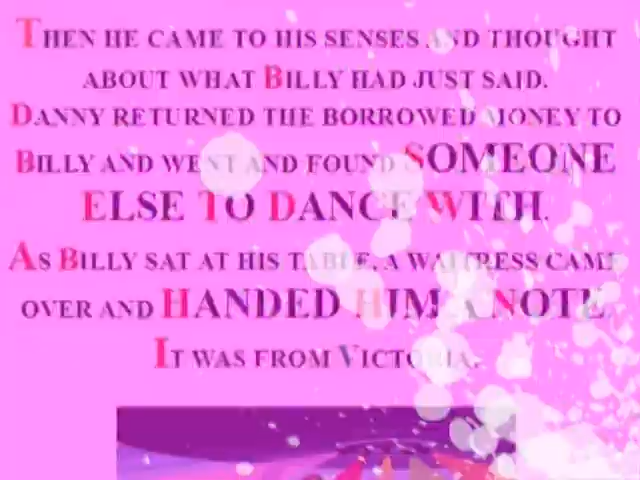 THEN HE CAME TO HIS SENSES AND THOUGHT
ABOUT WHAT BILLY HAD JUST SAID.
DANNY RETURNED THE BORROWED MONEY TO
BILLY AND WENT AND FOUND SOMEONE
ELSE TO DANCE WITH.
AS BILLY SAT AT HIS TABLE, A WAITRESS CAME
OVER AND HANDED HIM A NOTE
IT WAS FROM VICTORIA.